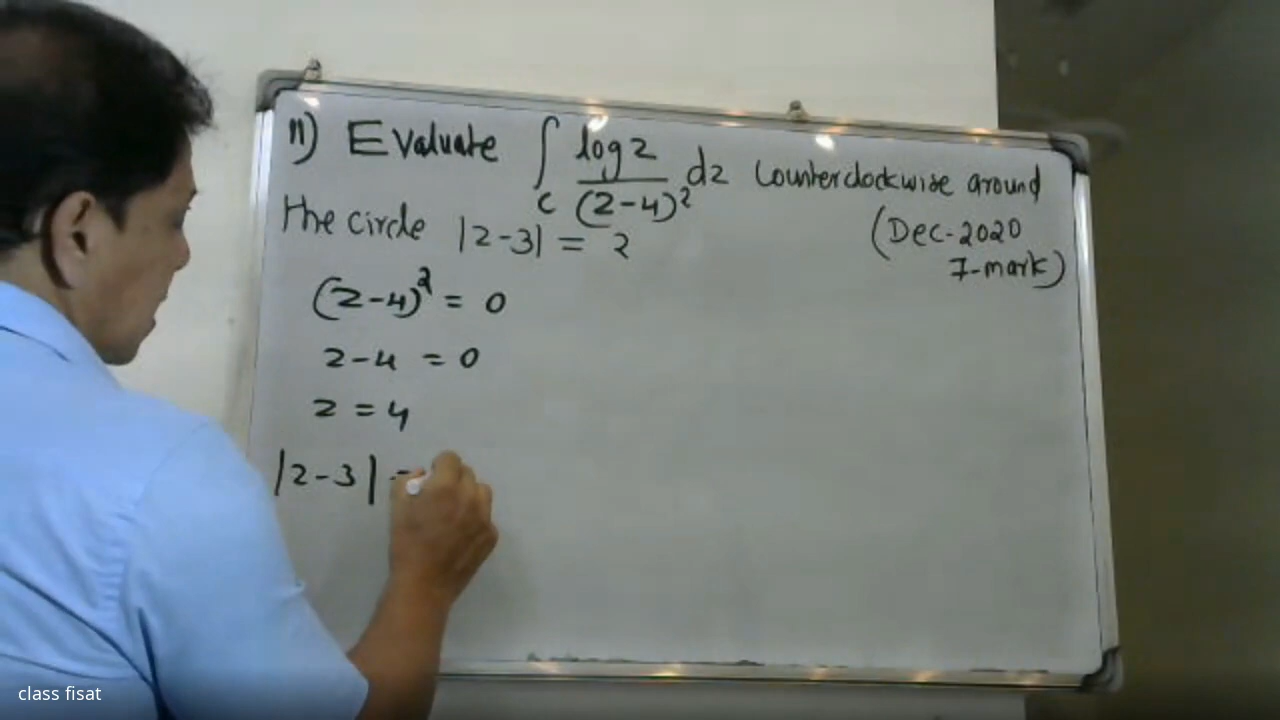 11) Evaluate ∫_C log z / (z-4)² dz counterclockwise around
the circle |z-3| = 2
(Dec-2020
7-mark)
(z-4)² = 0
z-4 = 0
z = 4
|z-3| =
class fisat